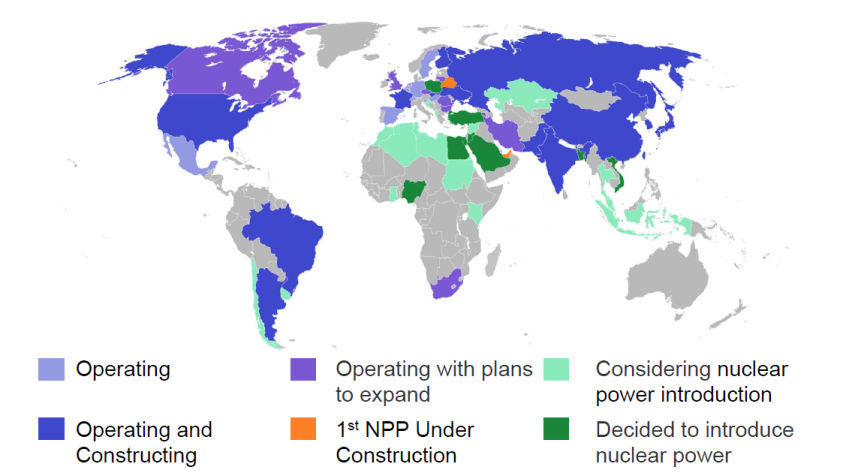 Operating
Operating with plans
to expand
Considering nuclear
power introduction
Operating and
Constructing
1st NPP Under
Construction
Decided to introduce
nuclear power